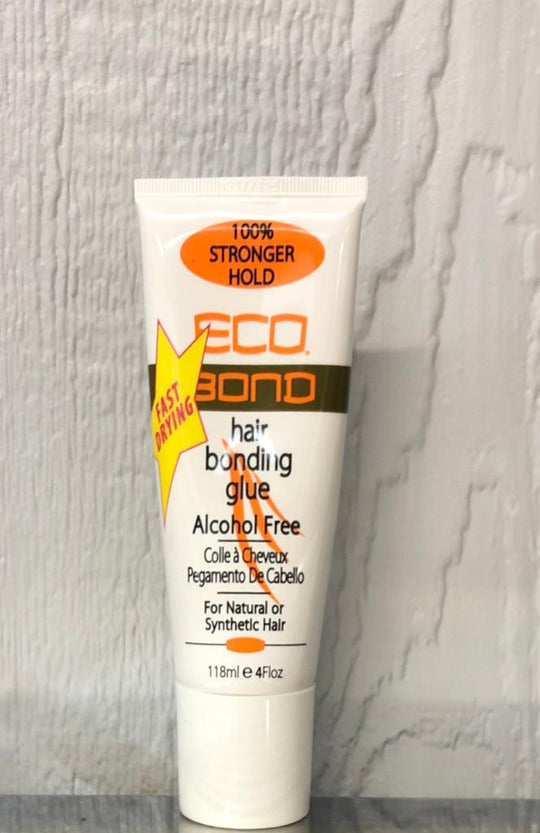 100%
STRONGER
HOLD
ECO
BOND
FAST
DRYING
hair
bonding
glue
Alcohol Free
Colle à Cheveux
Pegamento De Cabello
For Natural or
Synthetic Hair
118ml e 4Floz